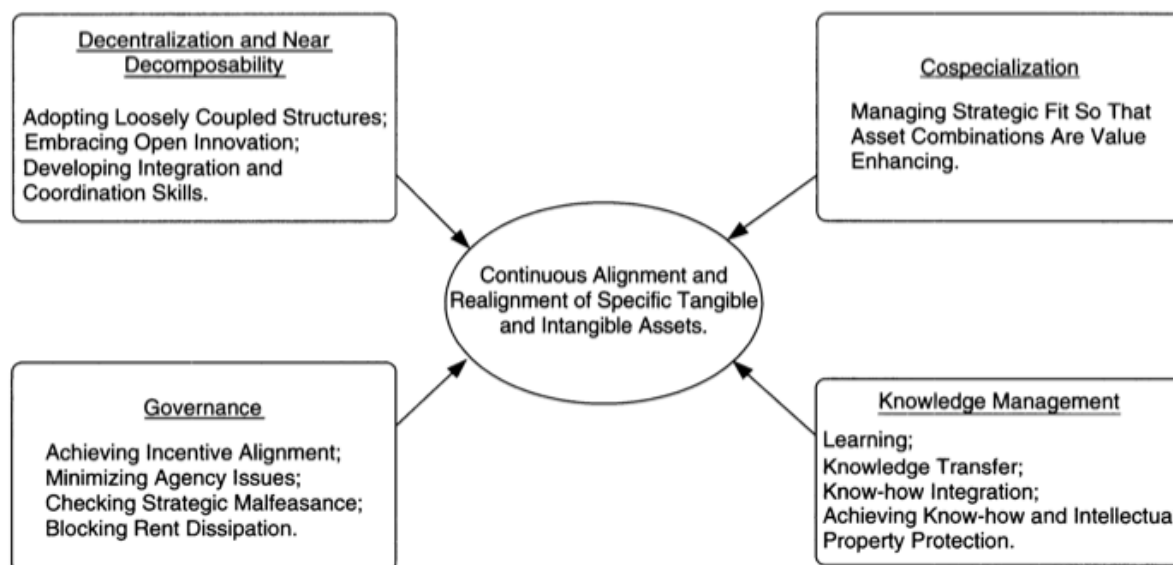 Decentralization and Near
Decomposability
Adopting Loosely Coupled Structures;
Embracing Open Innovation;
Developing Integration and
Coordination Skills.
Cospecialization
Managing Strategic Fit So That
Asset Combinations Are Value
Enhancing.
Continuous Alignment and
Realignment of Specific Tangible
and Intangible Assets.
Governance
Achieving Incentive Alignment;
Minimizing Agency Issues;
Checking Strategic Malfeasance;
Blocking Rent Dissipation.
Knowledge Management
Learning;
Knowledge Transfer;
Know-how Integration;
Achieving Know-how and Intellectua
Property Protection.